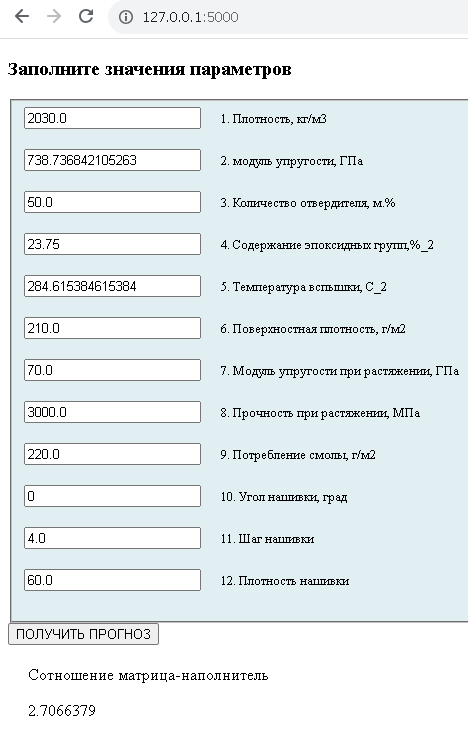 127.0.0.1:5000
Заполните значения параметров
2030.0 1. Плотность, кг/м3
738.736842105263 2. модуль упругости, ГПа
50.0 3. Количество отвердителя, м.%
23.75 4. Содержание эпоксидных групп,%_2
284.615384615384 5. Температура вспышки, С_2
210.0 6. Поверхностная плотность, г/м2
70.0 7. Модуль упругости при растяжении, ГПа
3000.0 8. Прочность при растяжении, МПа
220.0 9. Потребление смолы, г/м2
0 10. Угол нашивки, град
4.0 11. Шаг нашивки
60.0 12. Плотность нашивки
ПОЛУЧИТЬ ПРОГНОЗ
Сотношение матрица-наполнитель
2.7066379